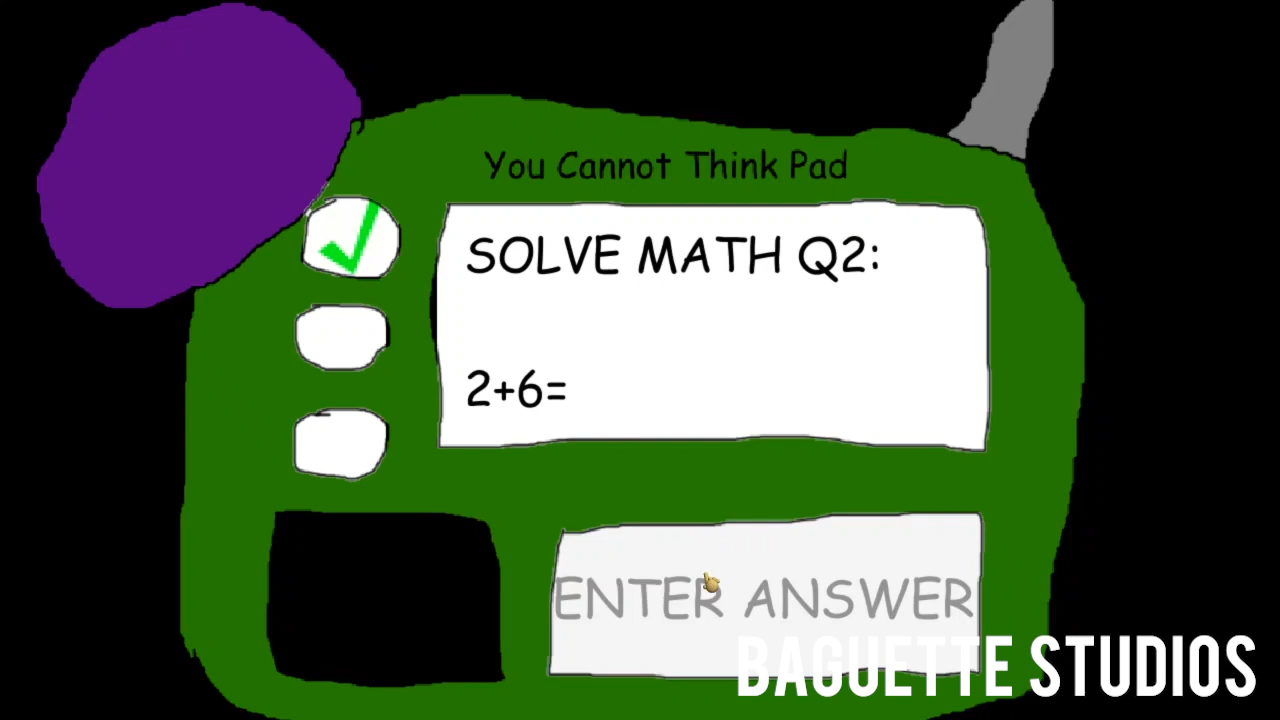 You Cannot Think Pad
SOLVE MATH Q2:
2+6=
ENTER ANSWER
BAGUETTE STUDIOS